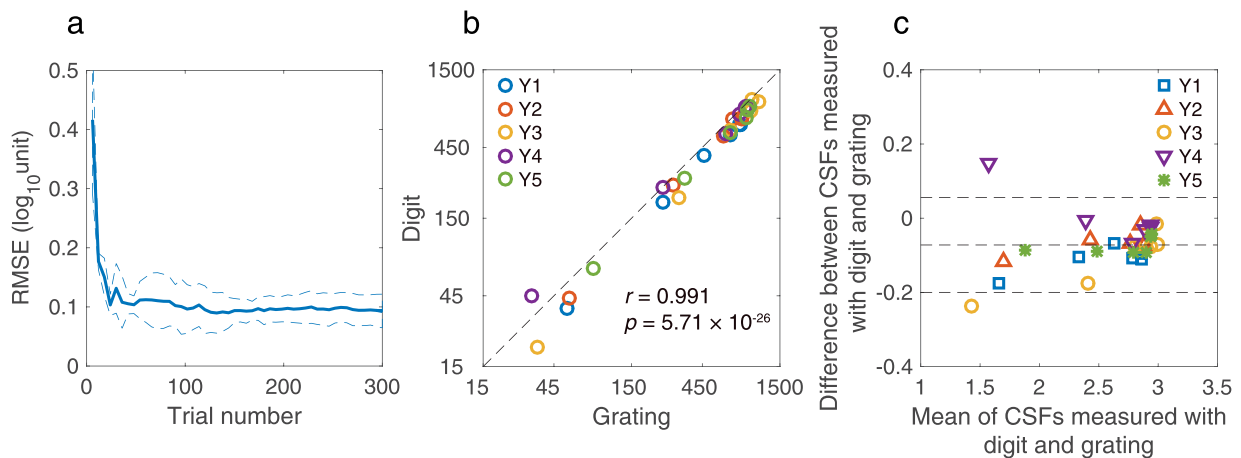 a
0.5
0.4
0.3
0.2
0.1
0
RMSE (log10unit)
0 100 200 300
Trial number
b
1500
450
150
45
15
Digit
Y1
Y2
Y3
Y4
Y5
r = 0.991
p = 5.71 × 10-26
15 45 150 450 1500
Grating
c
0.4
0.2
0
-0.2
-0.4
Difference between CSFs measured
with digit and grating
Y1
Y2
Y3
Y4
Y5
1 1.5 2 2.5 3 3.5
Mean of CSFs measured with
digit and grating